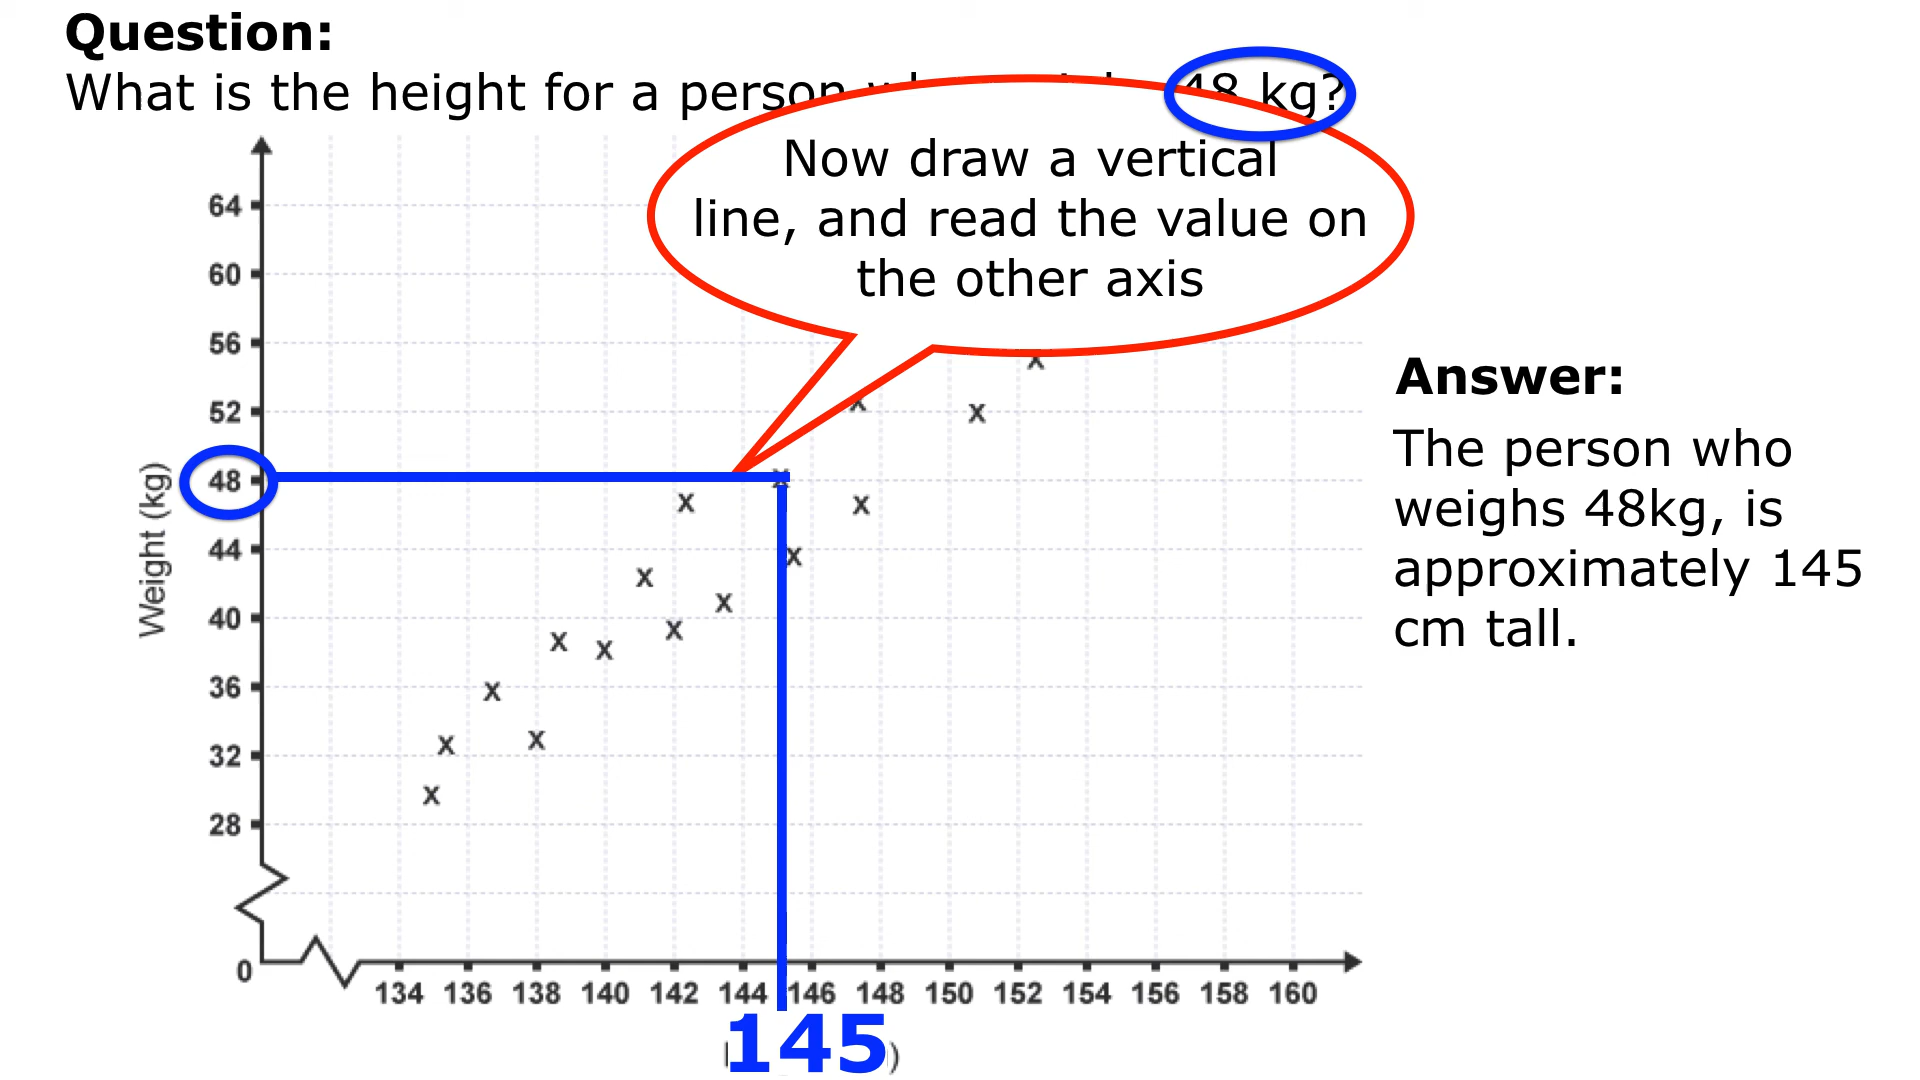 Question:
What is the height for a person 48 kg?
Now draw a vertical
line, and read the value on
the other axis
64
60
56
52
48
44
40
36
32
28
0
Weight (kg)
Answer:
The person who
weighs 48kg, is
approximately 145
cm tall.
134 136 138 140 142 144 146 148 150 152 154 156 158 160
145
)